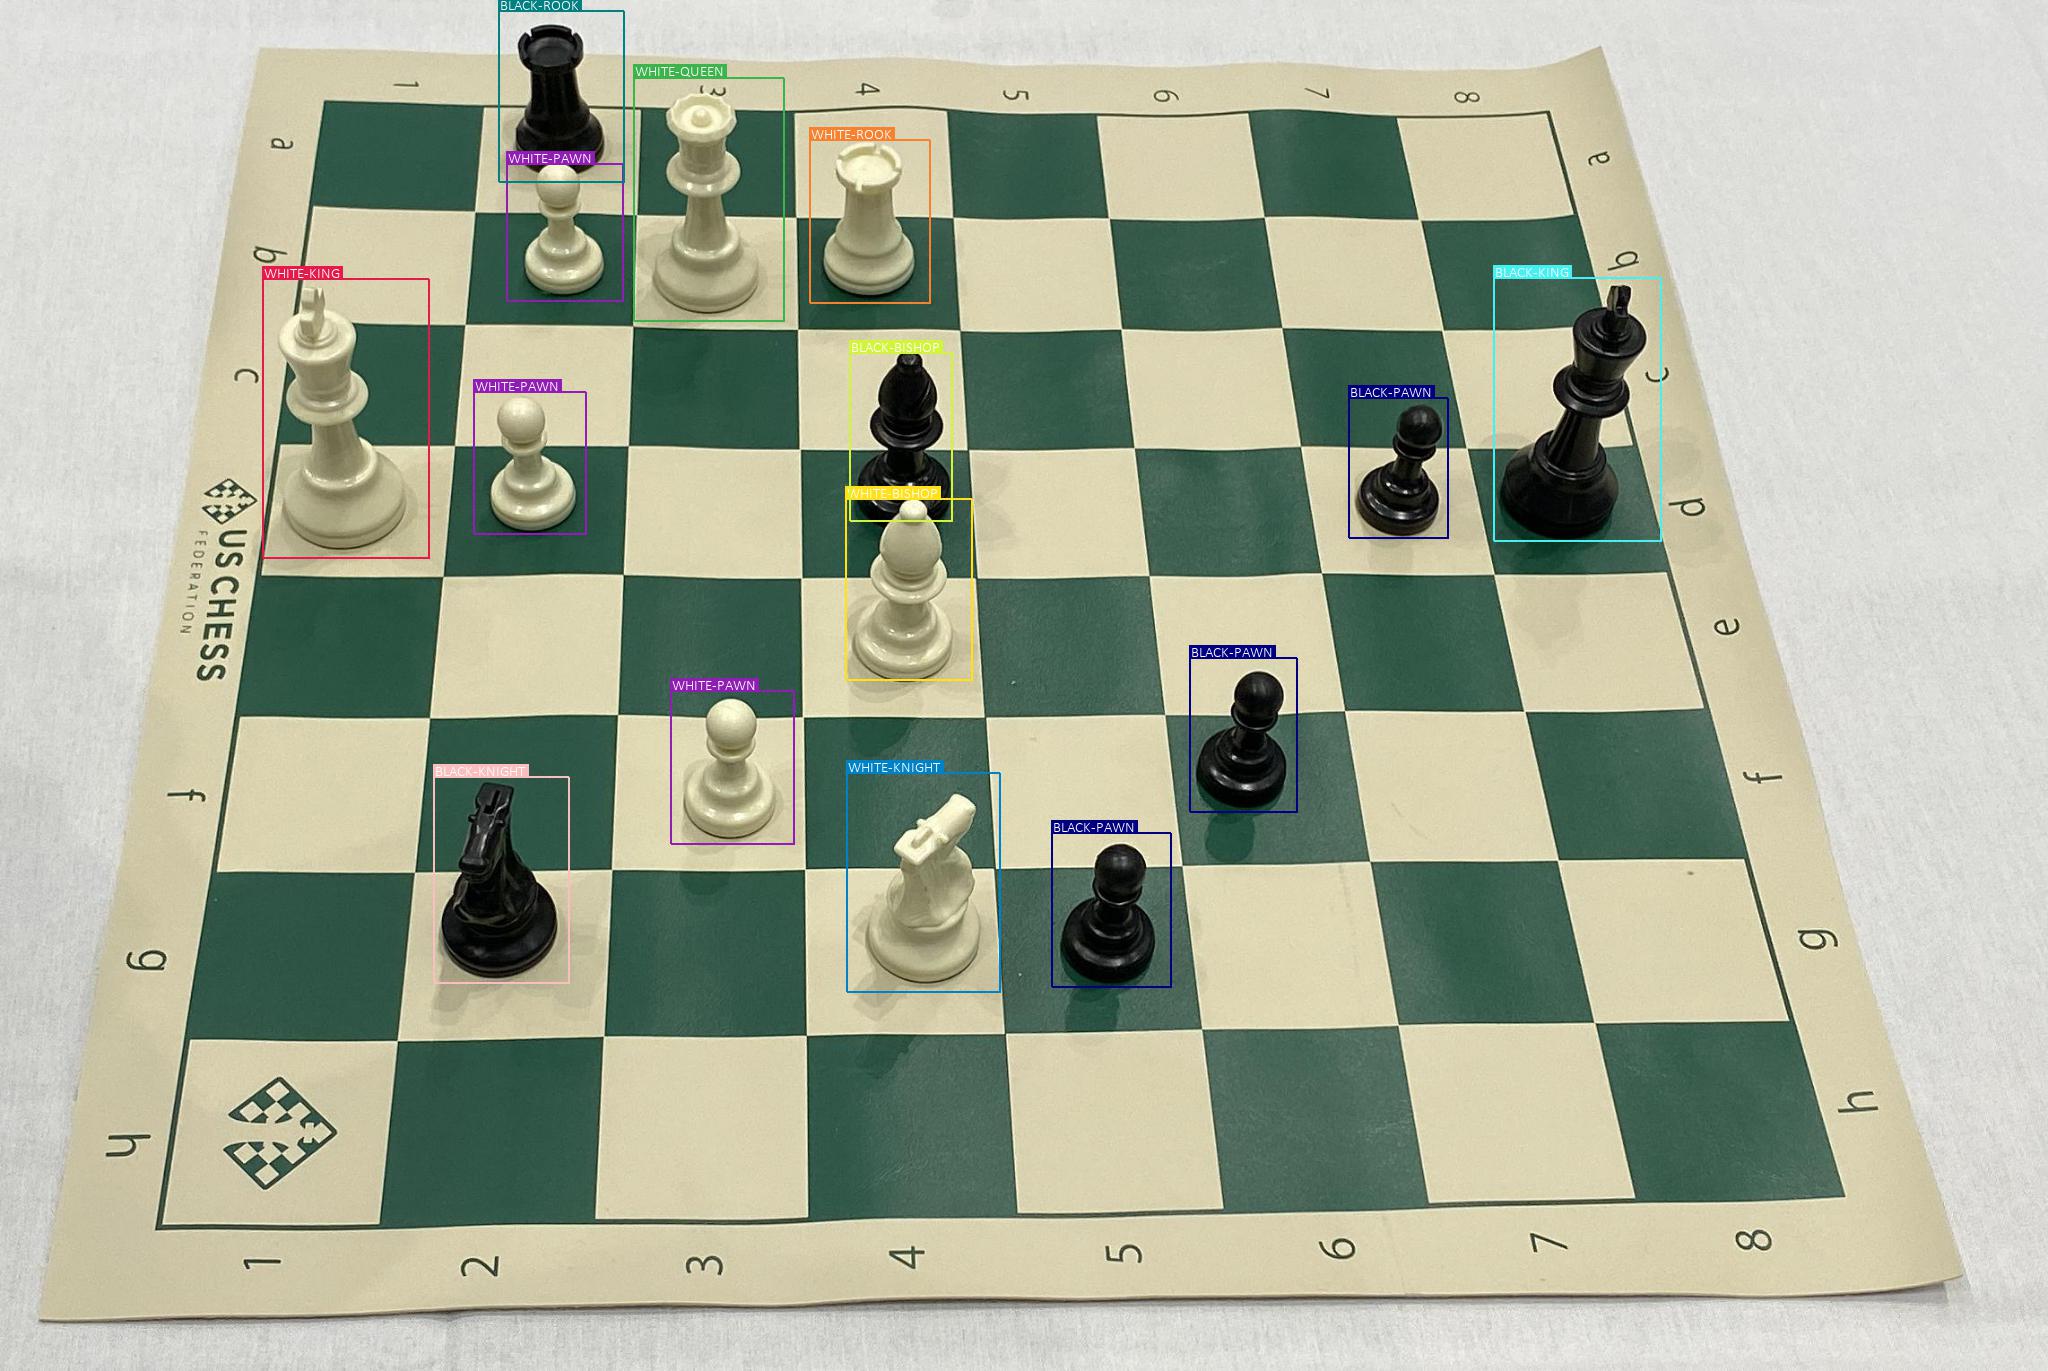 BLACK-ROOK
WHITE-QUEEN
1 3 4 5 6 7 8
WHITE-ROOK
WHITE-PAWN
a a
b b
WHITE-KING
BLACK-KING
BLACK-BISHOP
c c
WHITE-PAWN
BLACK-PAWN
WHITE-BISHOP
d
US CHESS
FEDERATION
e
BLACK-PAWN
WHITE-PAWN
f f
BLACK-KNIGHT
WHITE-KNIGHT
BLACK-PAWN
g g
h h
1 2 3 4 5 6 7 8